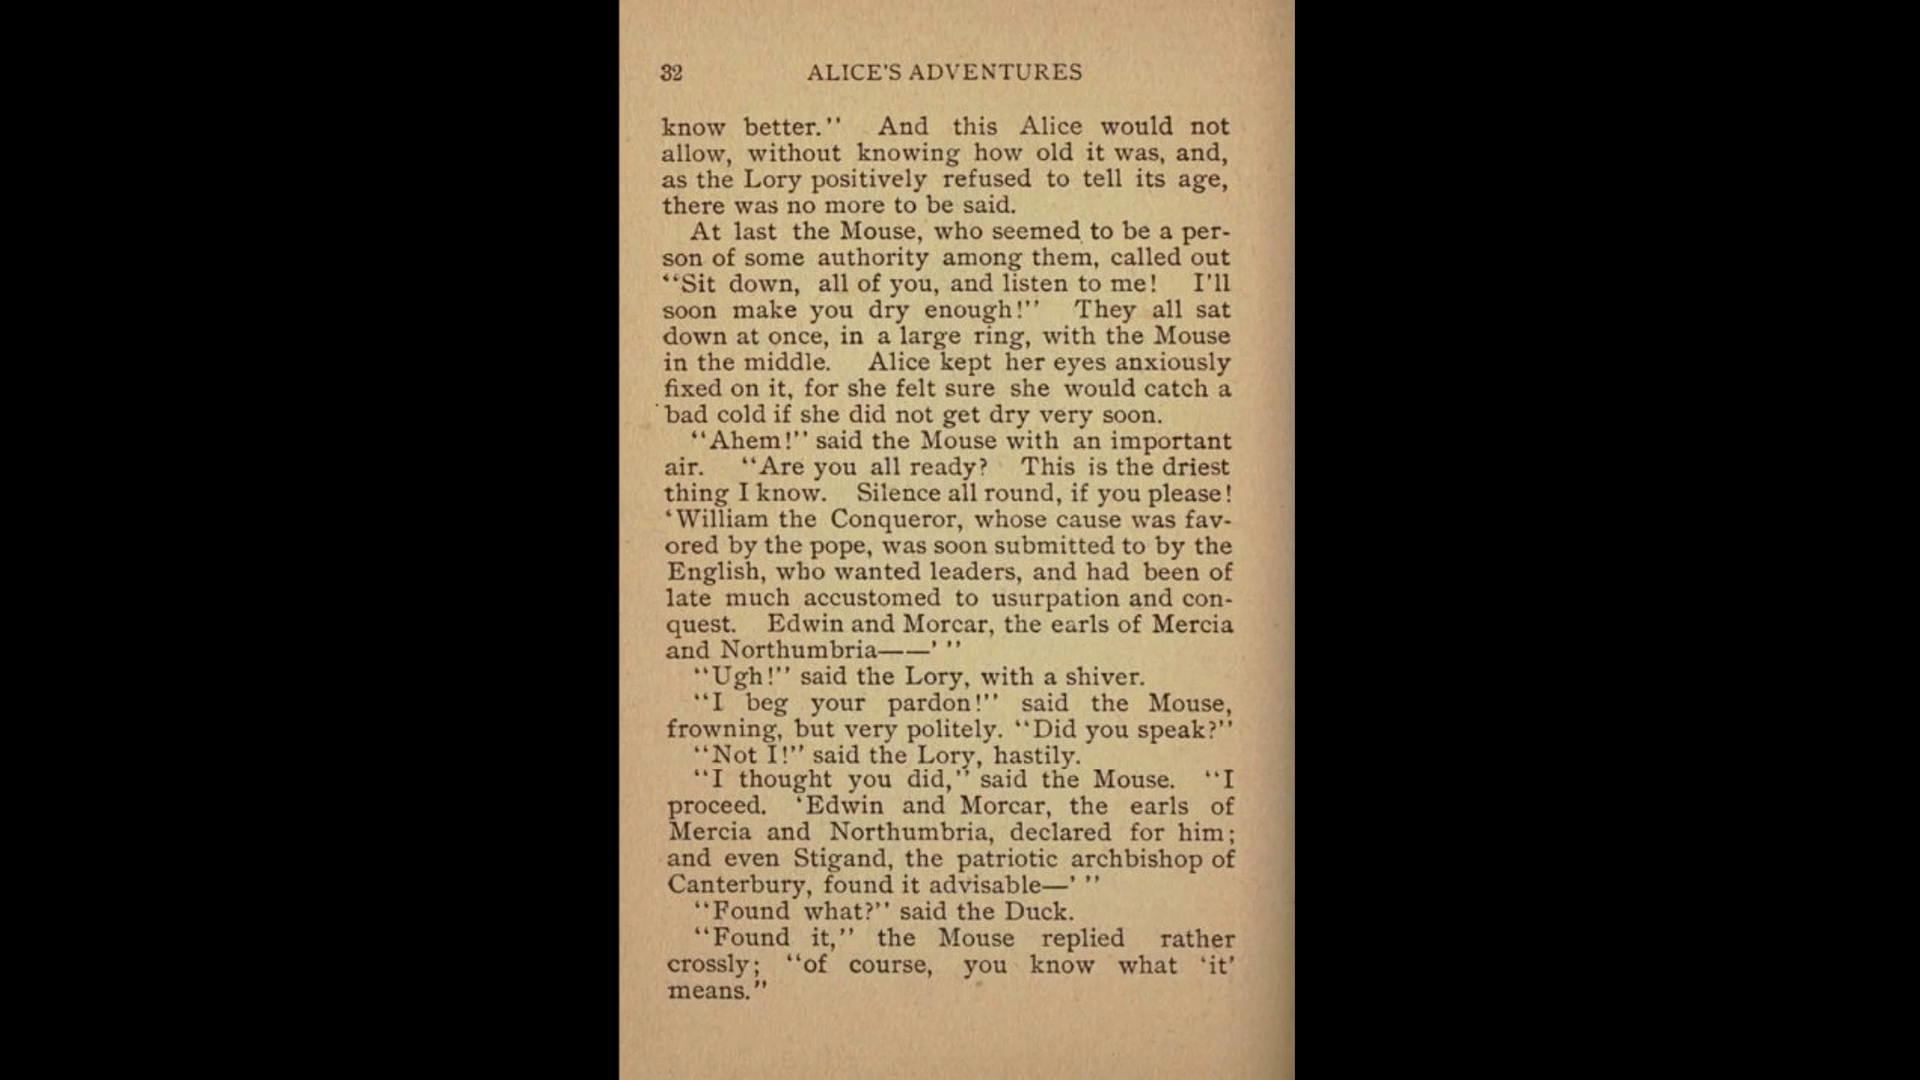 32 ALICE'S ADVENTURES
know better." And this Alice would not
allow, without knowing how old it was, and,
as the Lory positively refused to tell its age,
there was no more to be said.
At last the Mouse, who seemed to be a per-
son of some authority among them, called out
"Sit down, all of you, and listen to me! I'll
soon make you dry enough!" They all sat
down at once, in a large ring, with the Mouse
in the middle. Alice kept her eyes anxiously
fixed on it, for she felt sure she would catch a
bad cold if she did not get dry very soon.
"Ahem!" said the Mouse with an important
air. "Are you all ready? This is the driest
thing I know. Silence all round, if you please!
'William the Conqueror, whose cause was fav-
ored by the pope, was soon submitted to by the
English, who wanted leaders, and had been of
late much accustomed to usurpation and con-
quest. Edwin and Morcar, the earls of Mercia
and Northumbria——' "
"Ugh!" said the Lory, with a shiver.
"I beg your pardon!" said the Mouse,
frowning, but very politely. "Did you speak?"
"Not I!" said the Lory, hastily.
"I thought you did," said the Mouse. "I
proceed. 'Edwin and Morcar, the earls of
Mercia and Northumbria, declared for him;
and even Stigand, the patriotic archbishop of
Canterbury, found it advisable—' "
"Found what?" said the Duck.
"Found it," the Mouse replied rather
crossly; "of course, you know what 'it'
means."